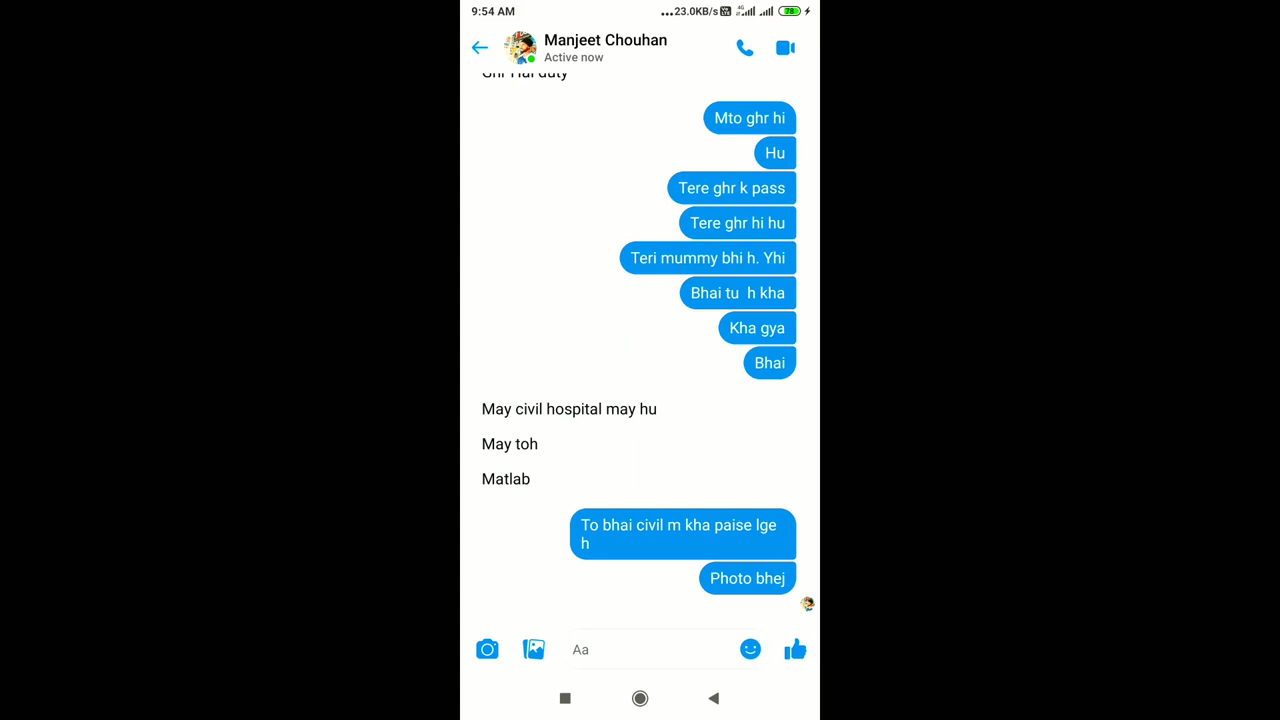 9:54 AM
...23.0KB/s 4G 78
Manjeet Chouhan
Active now
duty
Mto ghr hi
Hu
Tere ghr k pass
Tere ghr hi hu
Teri mummy bhi h. Yhi
Bhai tu  h kha
Kha gya
Bhai
May civil hospital may hu
May toh
Matlab
To bhai civil m kha paise lge
h
Photo bhej
Aa